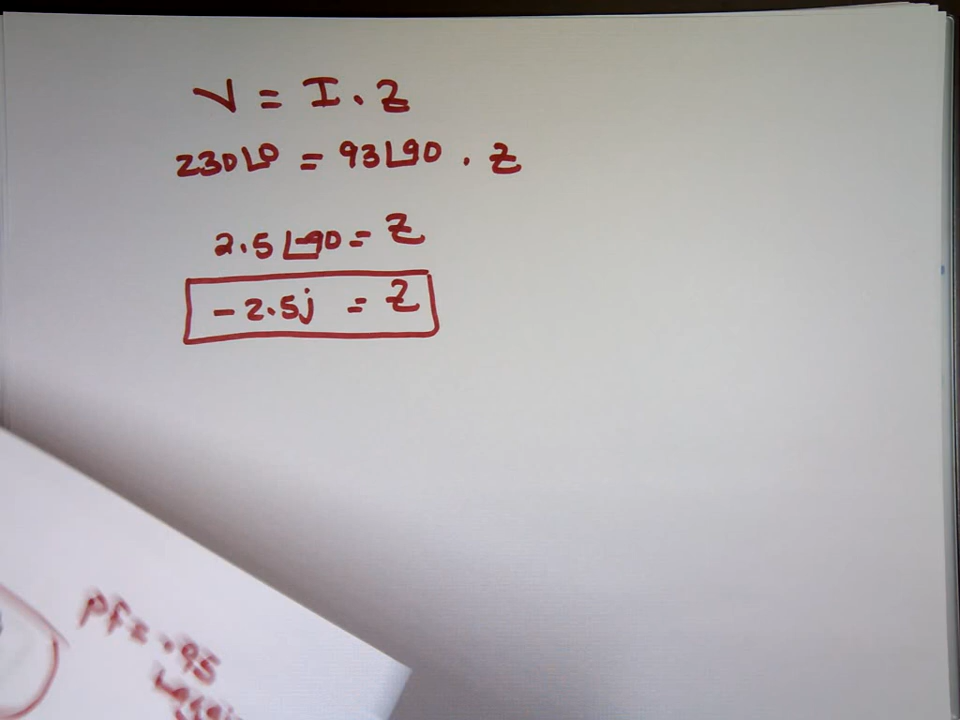 V = I . Z
230∠0 = 93∠90 . Z
2.5∠-90 = Z
-2.5j = Z
pf = .95